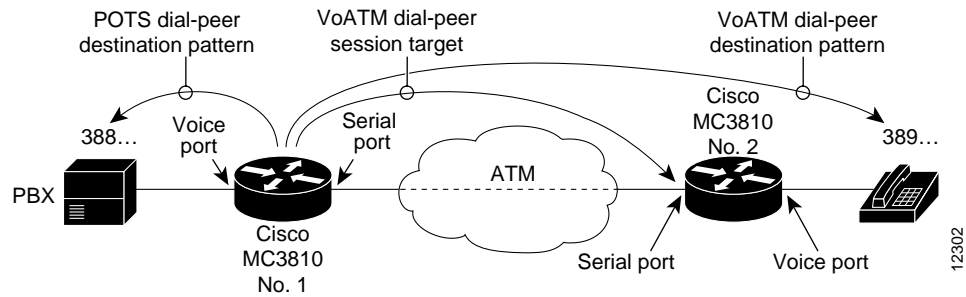 POTS dial-peer
destination pattern
VoATM dial-peer
session target
VoATM dial-peer
destination pattern
388...
Voice
port
Serial
port
Cisco
MC3810
No. 2
389...
PBX
ATM
Cisco
MC3810
No. 1
Serial port
Voice port
12302